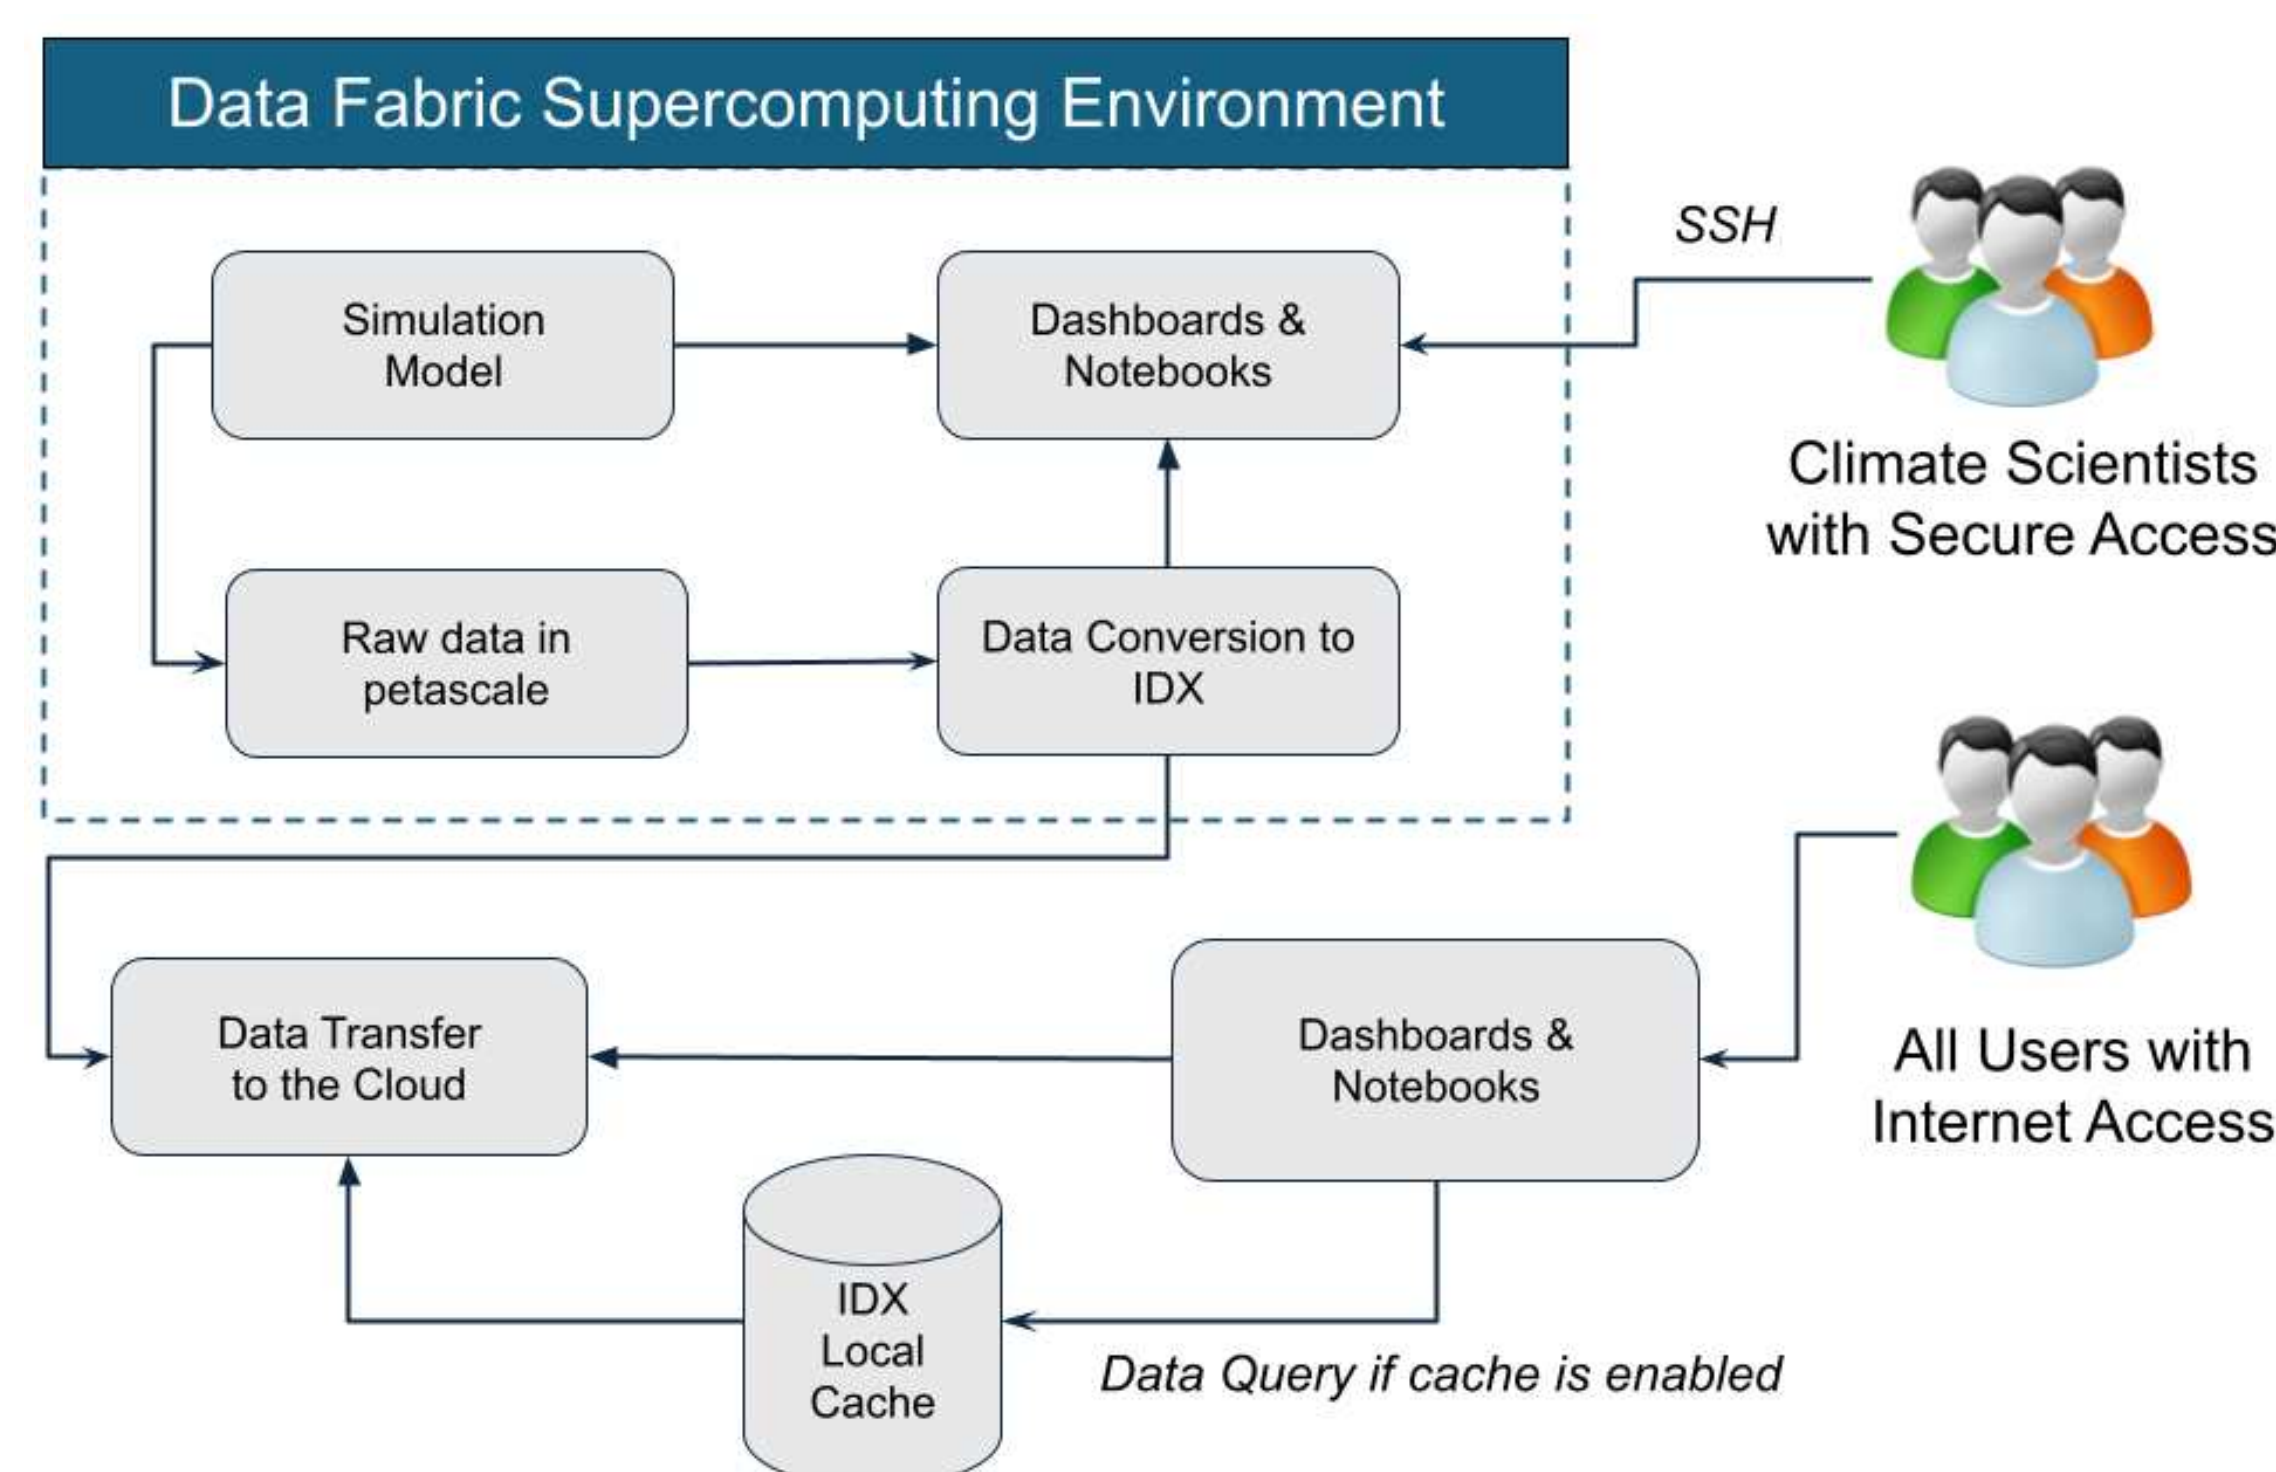 Data Fabric Supercomputing Environment
SSH
Simulation
Model
Dashboards &
Notebooks
Climate Scientists
with Secure Access
Raw data in
petascale
Data Conversion to
IDX
Data Transfer
to the Cloud
Dashboards &
Notebooks
All Users with
Internet Access
IDX
Local
Cache
Data Query if cache is enabled